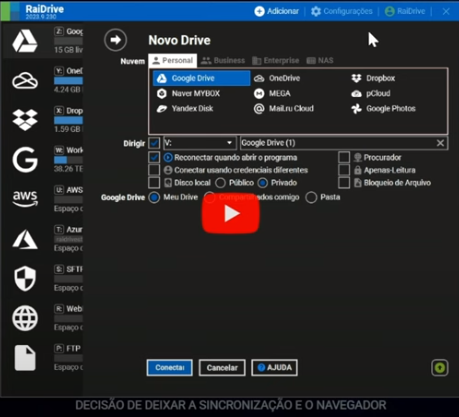 RaiDrive
2023.9.230
Adicionar
Configurações
RaiDrive
Z: Goog
15 GB liv
Novo Drive
Nuvem
Personal
Business
Enterprise
NAS
Y: OneD
4.24 GB
Google Drive
OneDrive
Dropbox
Naver MYBOX
MEGA
pCloud
Yandex Disk
Mail.ru Cloud
Google Photos
X: Drop
1.59 GB
Dirigir
V:
Google Drive (1)
W: Work
38.26 TB
Reconectar quando abrir o programa
Procurador
Conectar usando credenciais diferentes
Apenas-Leitura
Disco local
Público
Privado
Bloqueio de Arquivo
aws
U: AWS
Espaço d
Google Drive
Meu Drive
Pasta
T: Azur
Espaço d
S: SFTI
Espaço d
R: Web
Espaço d
P: FTP
Espaço d
Conectar
Cancelar
AJUDA
DECISÃO DE DEIXAR A SINCRONIZAÇÃO E O NAVEGADOR